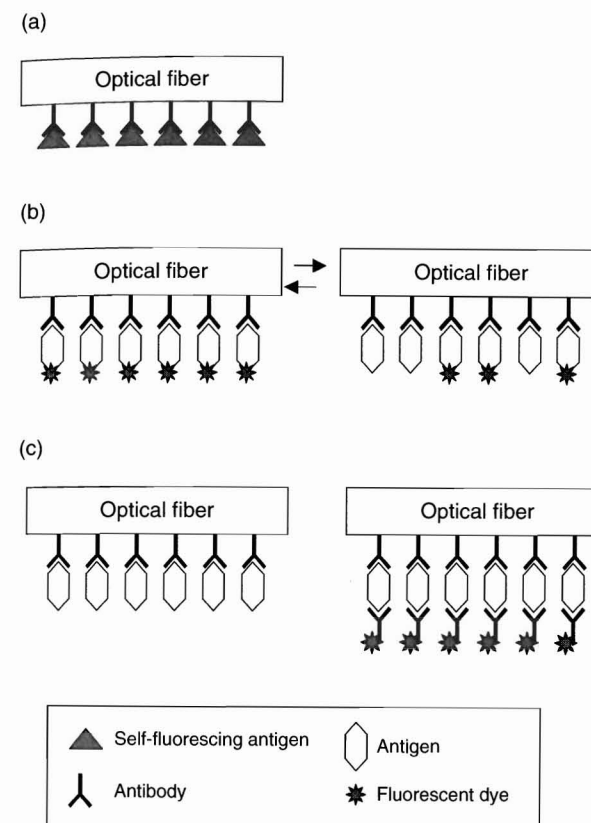 (a)
Optical fiber
(b)
Optical fiber
Optical fiber
(c)
Optical fiber
Optical fiber
Self-fluorescing antigen
Antigen
Antibody
Fluorescent dye